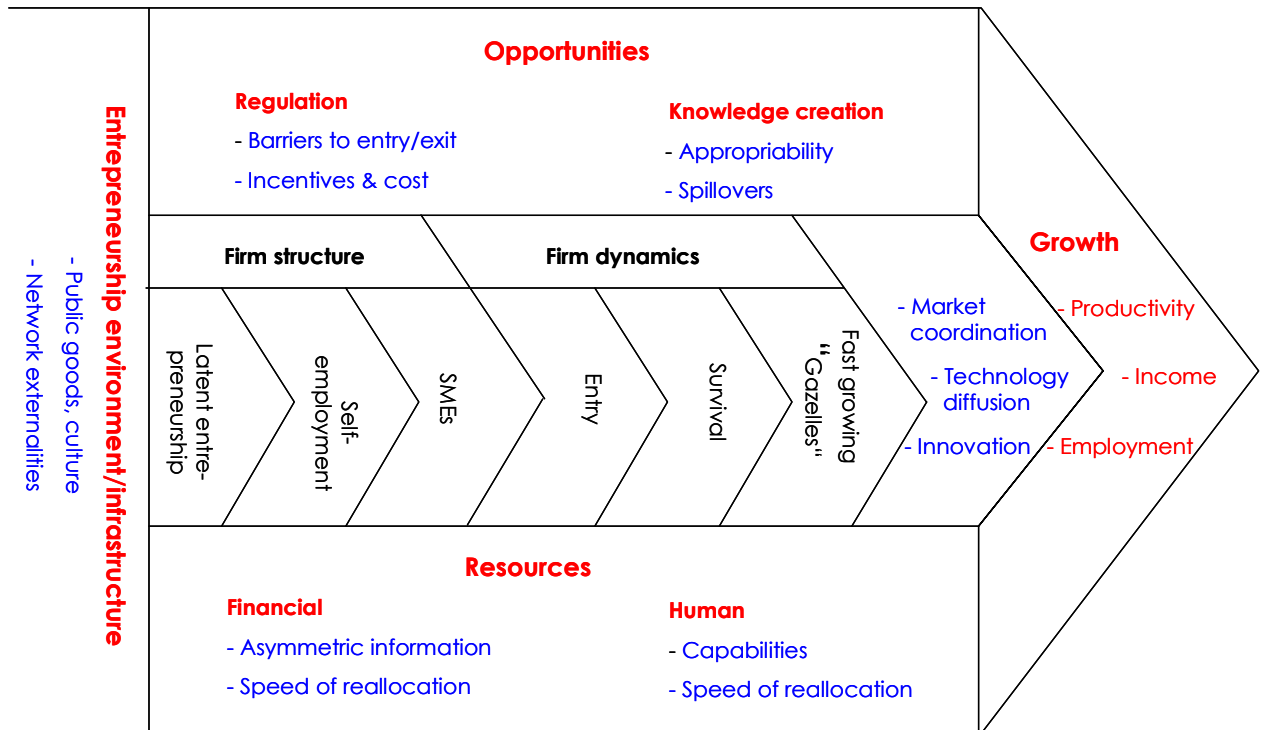 Entrepreneurship environment/infrastructure
- Public goods, culture
- Network externalities
Opportunities
Regulation
- Barriers to entry/exit
- Incentives & cost
Knowledge creation
- Appropriability
- Spillovers
Firm structure
Firm dynamics
Latent entre-
preneurship
Self-
employment
SMEs
Entry
Survival
Fast growing
“Gazelles“
- Market
coordination
- Technology
diffusion
- Innovation
Growth
- Productivity
- Income
- Employment
Resources
Financial
- Asymmetric information
- Speed of reallocation
Human
- Capabilities
- Speed of reallocation